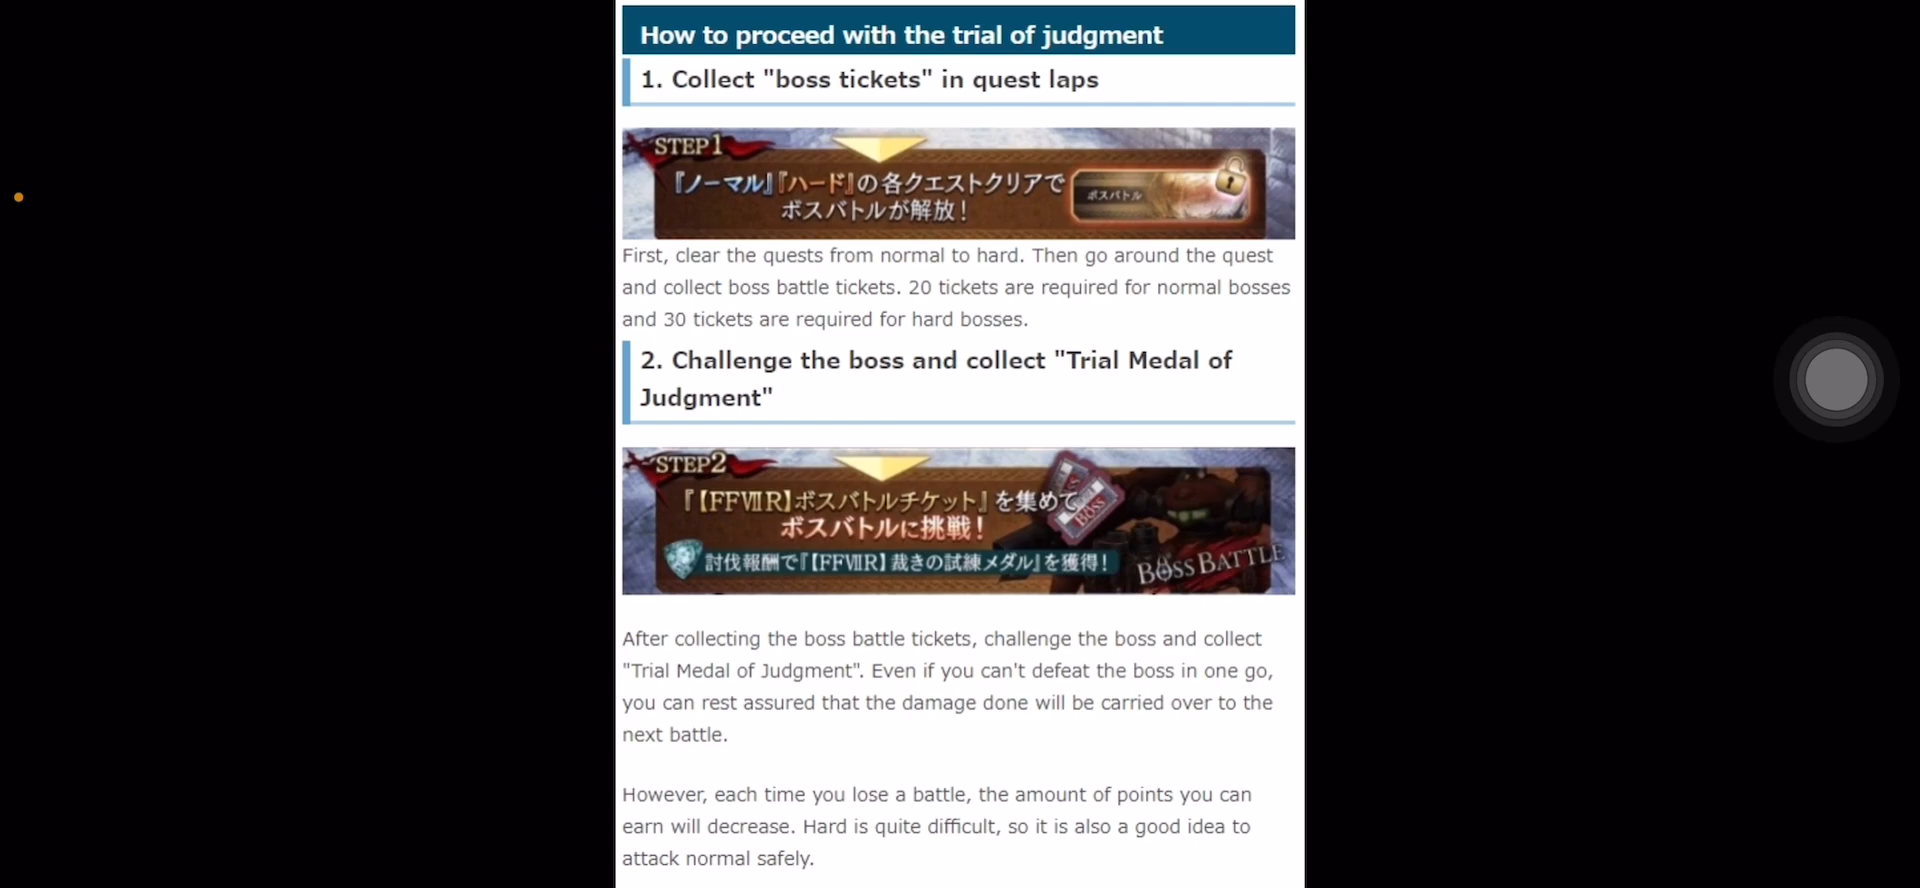 How to proceed with the trial of judgment
1. Collect "boss tickets" in quest laps
STEP1
『ノーマル』『ハード』の各クエストクリアで
ボスバトルが解放！
ボスバトル
First, clear the quests from normal to hard. Then go around the quest
and collect boss battle tickets. 20 tickets are required for normal bosses
and 30 tickets are required for hard bosses.
2. Challenge the boss and collect "Trial Medal of
Judgment"
STEP2
『【FFⅦR】ボスバトルチケット』を集めて
ボスバトルに挑戦！
BOSS
討伐報酬で『【FFⅦR】裁きの試練メダル』を獲得！
BOSS BATTLE
After collecting the boss battle tickets, challenge the boss and collect
"Trial Medal of Judgment". Even if you can't defeat the boss in one go,
you can rest assured that the damage done will be carried over to the
next battle.
However, each time you lose a battle, the amount of points you can
earn will decrease. Hard is quite difficult, so it is also a good idea to
attack normal safely.